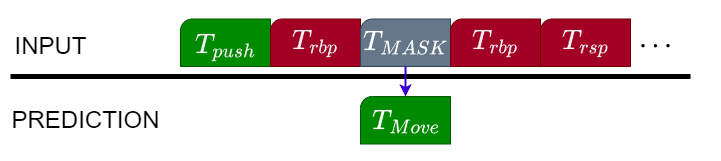 INPUT T_push T_rbp T_MASK T_rbp T_rsp ...
PREDICTION T_Move